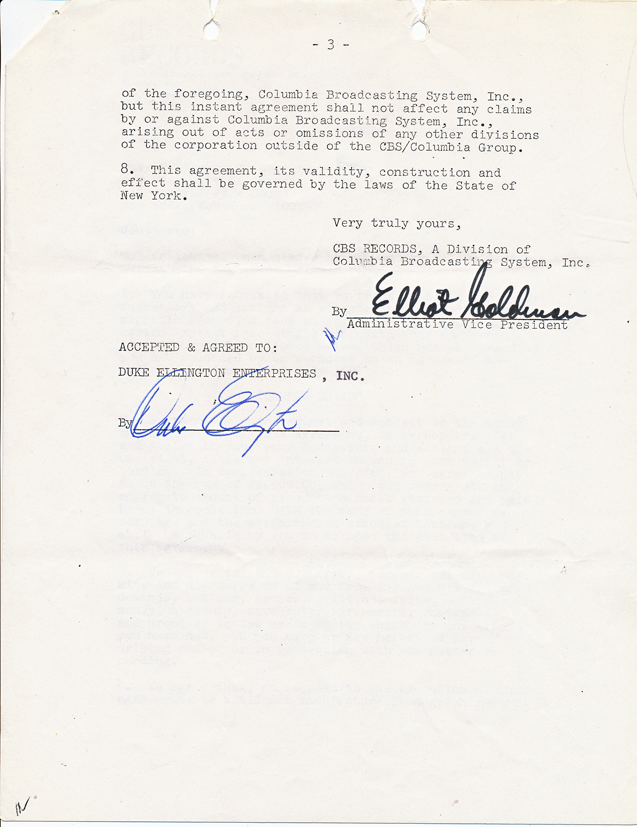 - 3 -
of the foregoing, Columbia Broadcasting System, Inc.,
but this instant agreement shall not affect any claims
by or against Columbia Broadcasting System, Inc.,
arising out of acts or omissions of any other divisions
of the corporation outside of the CBS/Columbia Group.
8. This agreement, its validity, construction and
effect shall be governed by the laws of the State of
New York.
Very truly yours,
CBS RECORDS, A Division of
Columbia Broadcasting System, Inc.
By Elliot Goldman
Administrative Vice President
ACCEPTED & AGREED TO:
DUKE ELLINGTON ENTERPRISES , INC.
By Duke Ellington